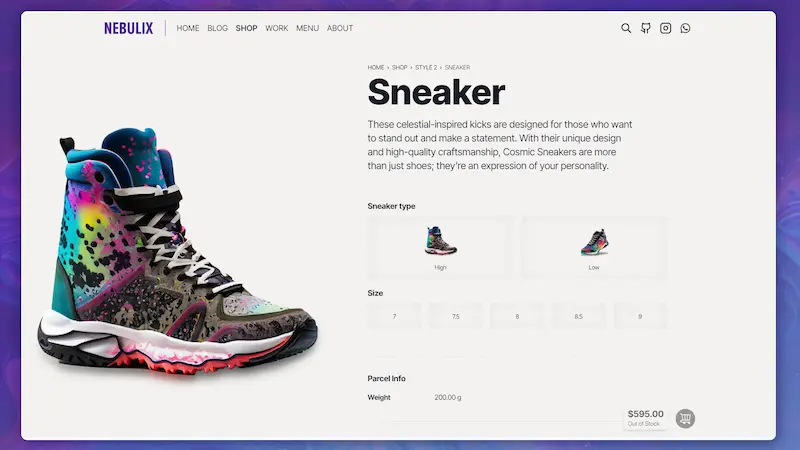 NEBULIX
HOME BLOG SHOP WORK MENU ABOUT
HOME › SHOP › STYLE 2 › SNEAKER
Sneaker
These celestial-inspired kicks are designed for those who want
to stand out and make a statement. With their unique design
and high-quality craftsmanship, Cosmic Sneakers are more
than just shoes; they're an expression of your personality.
Sneaker type
High Low
Size
7 7.5 8 8.5 9
Parcel Info
Weight 200.00 g
$595.00
Out of Stock